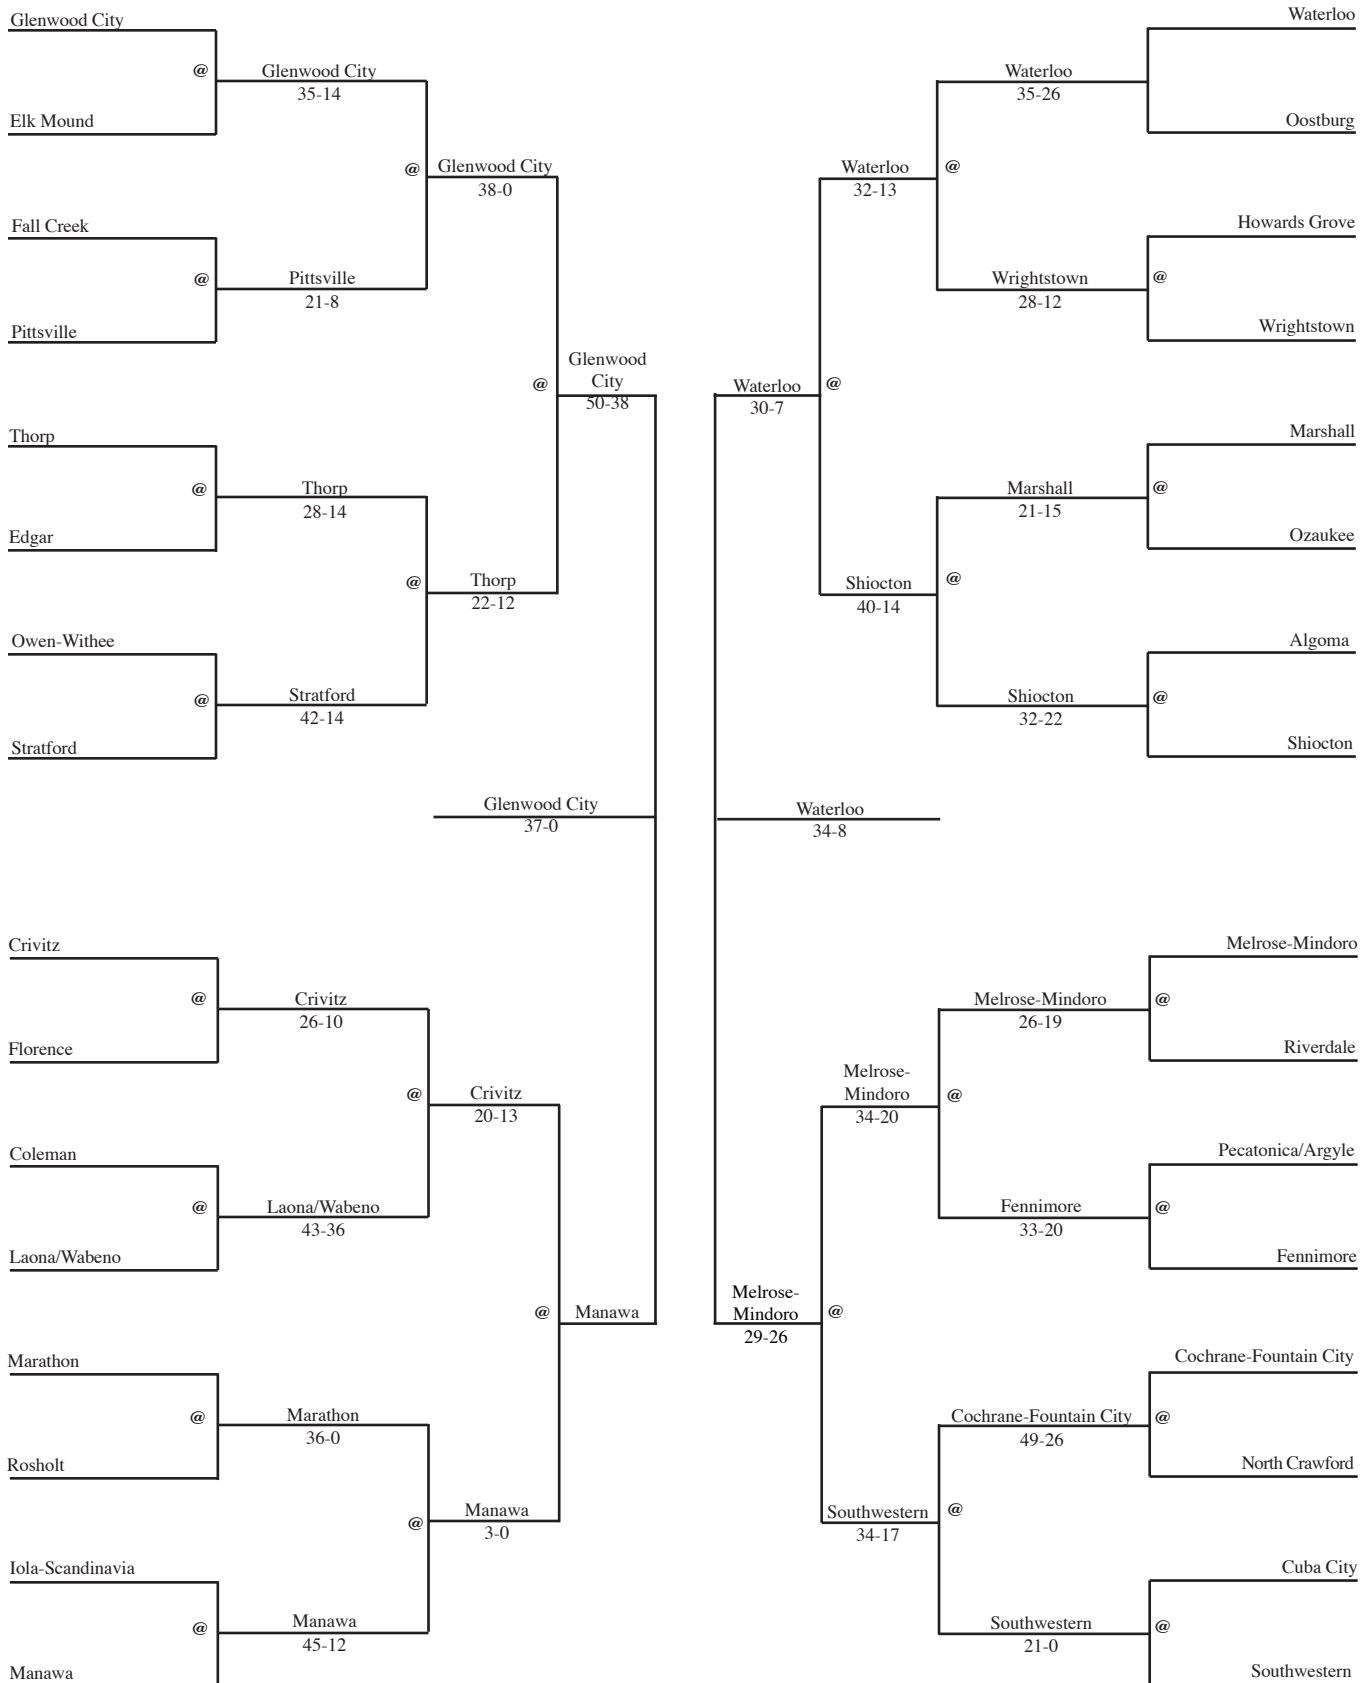 Glenwood City
@
Glenwood City
35-14
Elk Mound
@
Glenwood City
38-0
Fall Creek
@
Pittsville
21-8
Pittsville
@
Glenwood
City
50-38
Thorp
@
Thorp
28-14
Edgar
@
Thorp
22-12
Owen-Withee
@
Stratford
42-14
Stratford
Glenwood City
37-0
Crivitz
@
Crivitz
26-10
Florence
@
Crivitz
20-13
Coleman
@
Laona/Wabeno
43-36
Laona/Wabeno
@
Manawa
Marathon
@
Marathon
36-0
Rosholt
@
Manawa
3-0
Iola-Scandinavia
@
Manawa
45-12
Manawa
Waterloo
Waterloo
35-26
Oostburg
Waterloo
@
32-13
Howards Grove
Wrightstown
@
28-12
Wrightstown
Waterloo
@
30-7
Marshall
Marshall
@
21-15
Ozaukee
Shiocton
@
40-14
Algoma
Shiocton
@
32-22
Shiocton
Waterloo
34-8
Melrose-Mindoro
Melrose-Mindoro
@
26-19
Riverdale
Melrose-
Mindoro
@
34-20
Pecatonica/Argyle
Fennimore
@
33-20
Fennimore
Melrose-
Mindoro
@
29-26
Cochrane-Fountain City
Cochrane-Fountain City
@
49-26
North Crawford
Southwestern
@
34-17
Cuba City
Southwestern
@
21-0
Southwestern